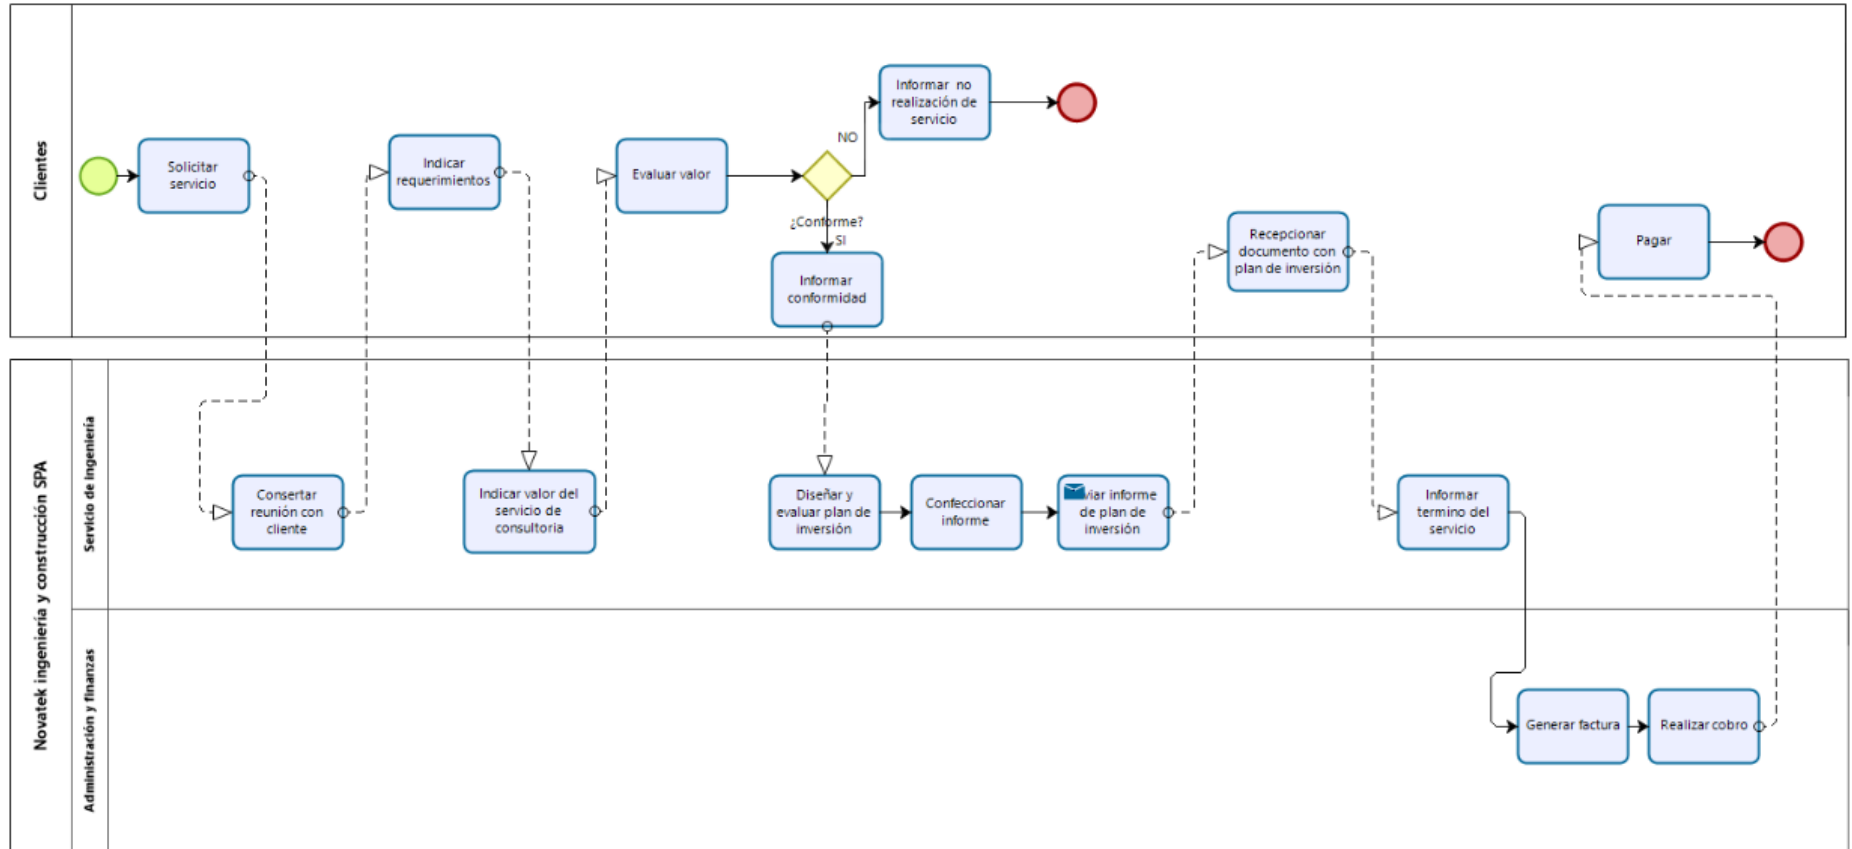 Clientes
Solicitar
servicio
Indicar
requerimientos
Evaluar valor
NO
Informar no
realización de
servicio
¿Conforme?
SI
Informar
conformidad
Recepcionar
documento con
plan de inversión
Pagar
Novatek ingeniería y construcción SPA
Servicio de ingeniería
Consertar
reunión con
cliente
Indicar valor del
servicio de
consultoria
Diseñar y
evaluar plan de
inversión
Confeccionar
informe
viar informe
de plan de
inversión
Informar
termino del
servicio
Administración y finanzas
Generar factura
Realizar cobro